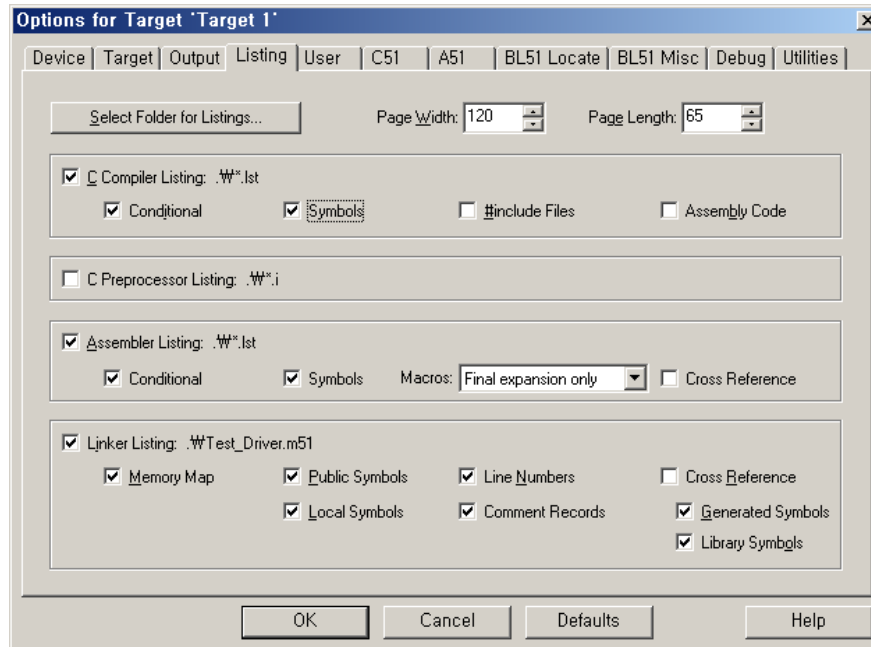 Options for Target 'Target 1'
Device Target Output Listing User C51 A51 BL51 Locate BL51 Misc Debug Utilities
Select Folder for Listings... Page Width: 120 Page Length: 65
C Compiler Listing: .₩*.lst
Conditional Symbols #include Files Assembly Code
C Preprocessor Listing: .₩*.i
Assembler Listing: .₩*.lst
Conditional Symbols Macros: Final expansion only Cross Reference
Linker Listing: .₩Test_Driver.m51
Memory Map Public Symbols Line Numbers Cross Reference
Local Symbols Comment Records Generated Symbols
Library Symbols
OK Cancel Defaults Help